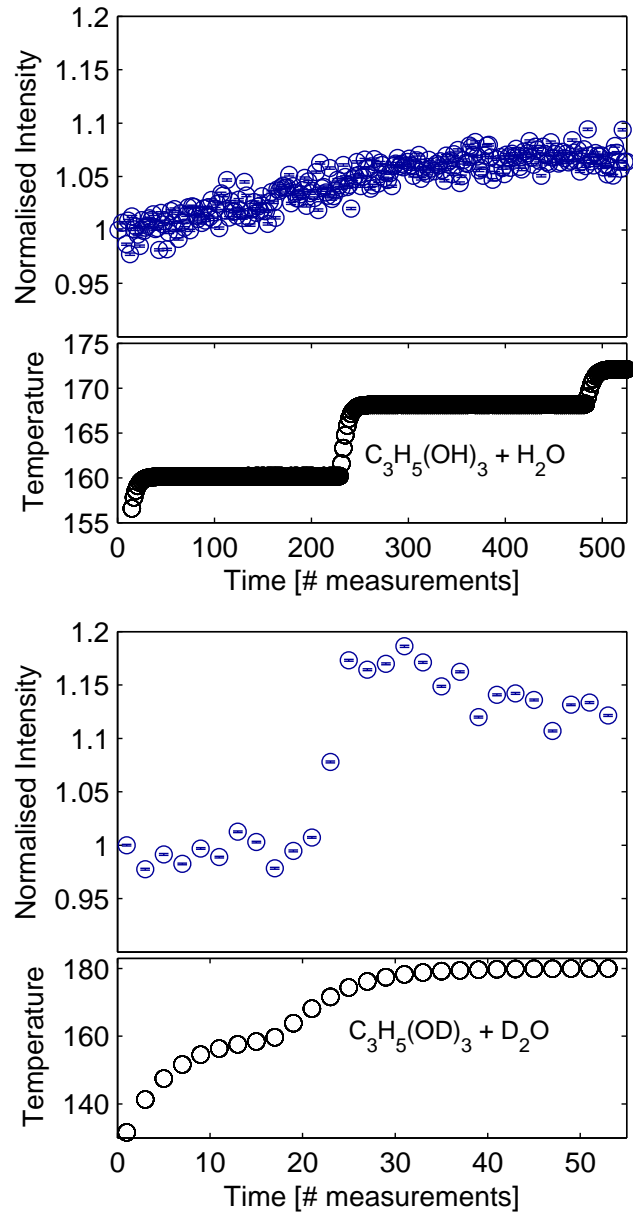 1.2
1.15
1.1
1.05
1
0.95
Normalised Intensity
175
170
165
160
155
Temperature
C3H5(OH)3 + H2O
0 100 200 300 400 500
Time [# measurements]
1.2
1.15
1.1
1.05
1
0.95
Normalised Intensity
180
160
140
Temperature
C3H5(OD)3 + D2O
0 10 20 30 40 50
Time [# measurements]